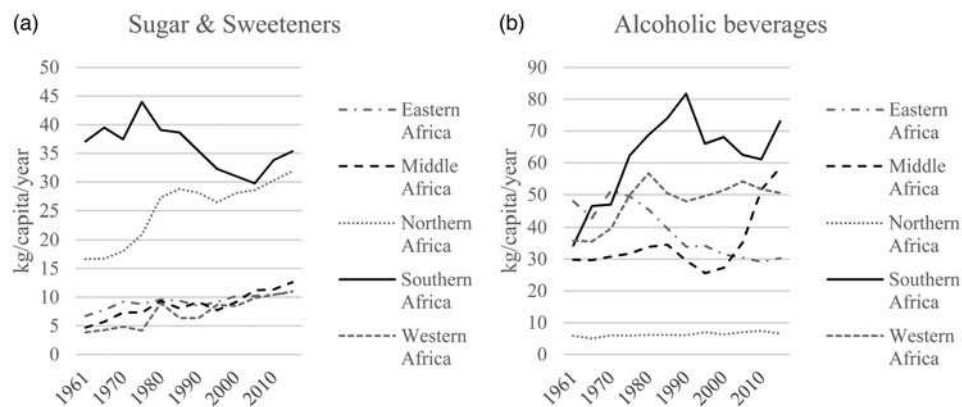 (a) Sugar & Sweeteners
50
45
40
35
30
25
20
15
10
5
0
kg/capita/year
1961
1970
1980
1990
2000
2010
Eastern
Africa
Middle
Africa
Northern
Africa
Southern
Africa
Western
Africa
(b) Alcoholic beverages
90
80
70
60
50
40
30
20
10
0
kg/capita/year
1961
1970
1980
1990
2000
2010
Eastern
Africa
Middle
Africa
Northern
Africa
Southern
Africa
Western
Africa